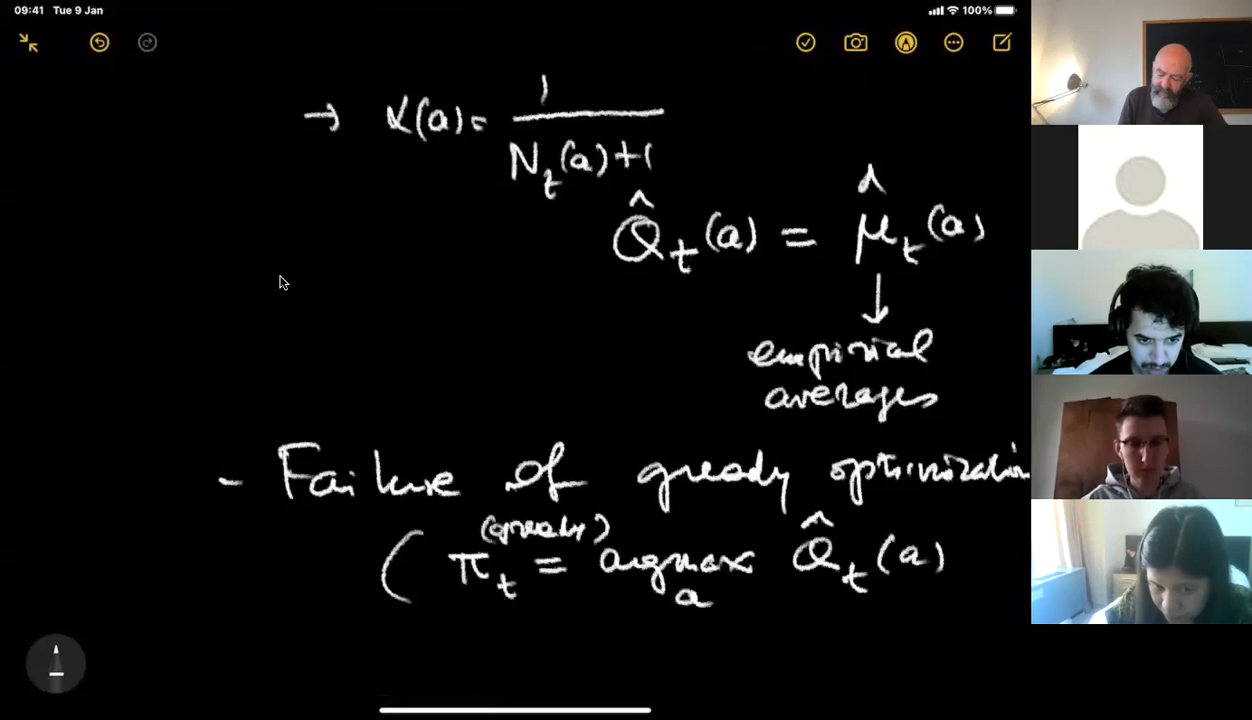 09:41 Tue 9 Jan
100%
→ α(a) = 1 / (N_t(a)+1)
Q̂_t(a) = μ̂_t(a)
↓
empirical
averages
- Failure of greedy optimization
(greedy)
( π_t = argmax_a Q̂_t(a)